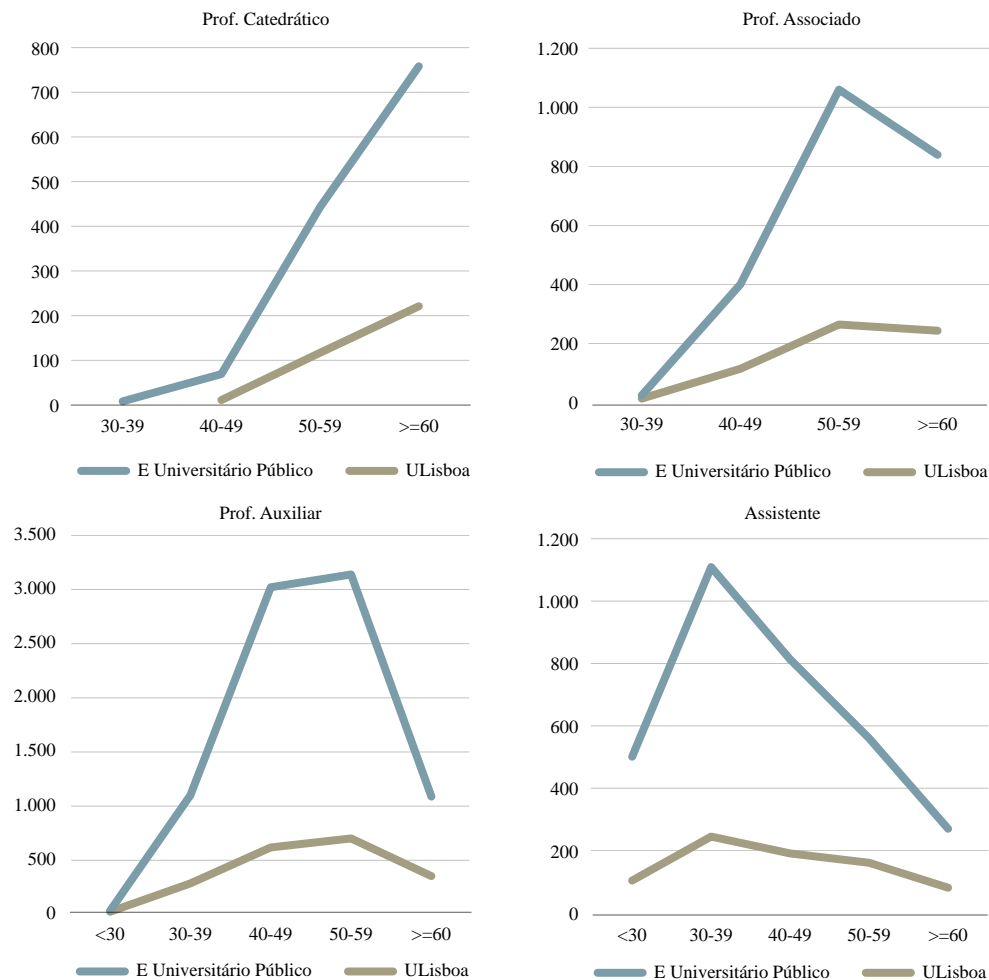 Prof. Catedrático
800
700
600
500
400
300
200
100
0
30-39 40-49 50-59 >=60
E Universitário Público ULisboa
Prof. Associado
1.200
1.000
800
600
400
200
0
30-39 40-49 50-59 >=60
E Universitário Público ULisboa
Prof. Auxiliar
3.500
3.000
2.500
2.000
1.500
1.000
500
0
<30 30-39 40-49 50-59 >=60
E Universitário Público ULisboa
Assistente
1.200
1.000
800
600
400
200
0
<30 30-39 40-49 50-59 >=60
E Universitário Público ULisboa